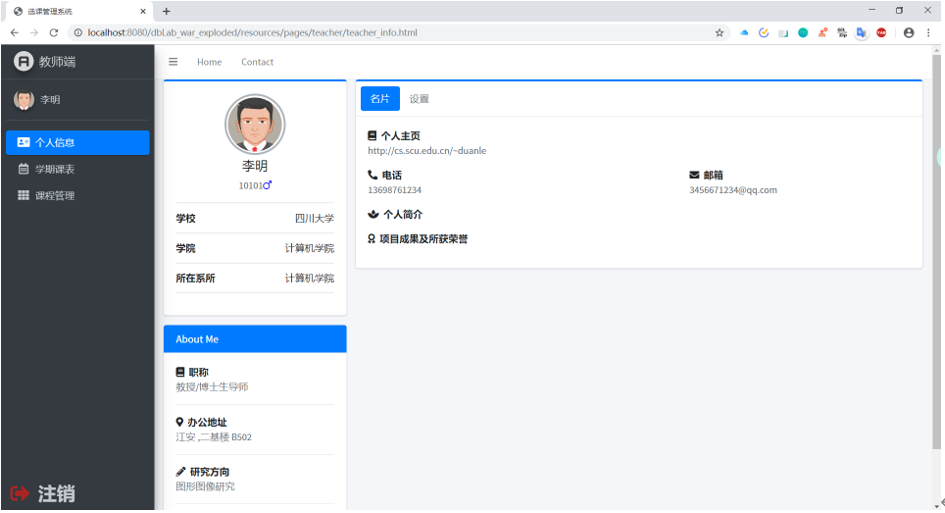 选课管理系统
localhost:8080/dbLab_war_exploded/resources/pages/teacher/teacher_info.html
教师端
Home
Contact
李明
个人信息
学期课表
课程管理
注销
李明
10101
学校 四川大学
学院 计算机学院
所在系所 计算机学院
About Me
职称
教授/博士生导师
办公地址
江安 ,二基楼 B502
研究方向
图形图像研究
名片
设置
个人主页
http://cs.scu.edu.cn/~duanle
电话
13698761234
邮箱
3456671234@qq.com
个人简介
项目成果及所获荣誉